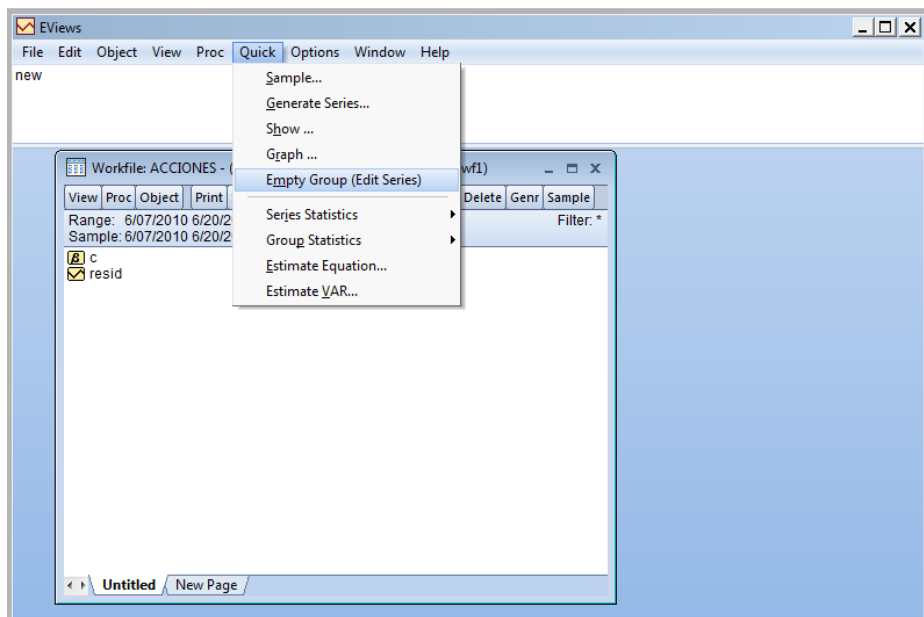 EViews
File Edit Object View Proc Quick Options Window Help
new
Sample...
Generate Series...
Show ...
Graph ...
Empty Group (Edit Series)
Series Statistics
Group Statistics
Estimate Equation...
Estimate VAR...
Workfile: ACCIONES - ( wf1)
View Proc Object Print Delete Genr Sample
Range: 6/07/2010 6/20/2 Filter: *
Sample: 6/07/2010 6/20/2
β c
resid
Untitled New Page